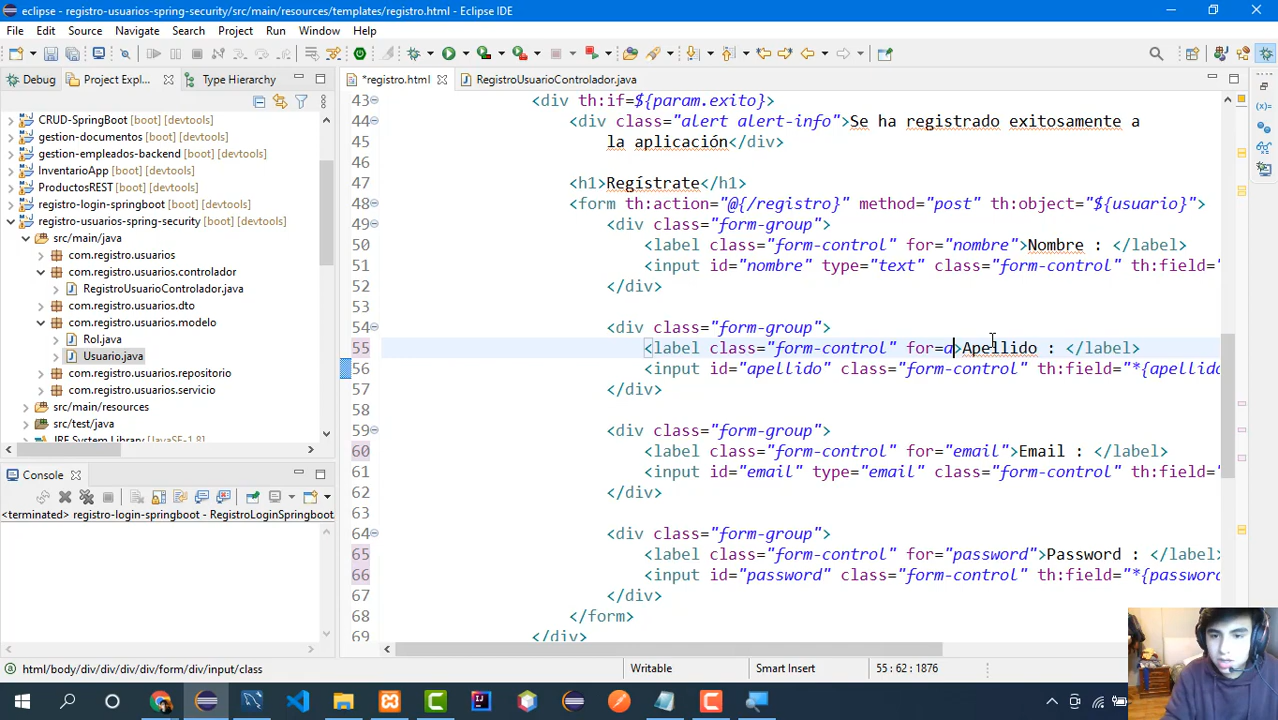 eclipse - registro-usuarios-spring-security/src/main/resources/templates/registro.html - Eclipse IDE
File Edit Source Navigate Search Project Run Window Help
Debug Project Expl... Type Hierarchy
*registro.html RegistroUsuarioControlador.java
CRUD-SpringBoot [boot] [devtools]
gestion-documentos [boot] [devtools]
gestion-empleados-backend [boot]
InventarioApp [boot] [devtools]
ProductosREST [boot] [devtools]
registro-login-springboot [boot]
registro-usuarios-spring-security [boot] [devtools]
src/main/java
com.registro.usuarios
com.registro.usuarios.controlador
RegistroUsuarioControlador.java
com.registro.usuarios.dto
com.registro.usuarios.modelo
Rol.java
Usuario.java
com.registro.usuarios.repositorio
com.registro.usuarios.servicio
src/main/resources
src/test/java
JRE System Library [JavaSE-1.8]
43 <div th:if=${param.exito}>
44 <div class="alert alert-info">Se ha registrado exitosamente a
45 la aplicación</div>
46
47 <h1>Regístrate</h1>
48 <form th:action="@{/registro}" method="post" th:object="${usuario}">
49 <div class="form-group">
50 <label class="form-control" for="nombre">Nombre : </label>
51 <input id="nombre" type="text" class="form-control" th:field="
52 </div>
53
54 <div class="form-group">
55 <label class="form-control" for=a>Apellido : </label>
56 <input id="apellido" class="form-control" th:field="*{apellido
57 </div>
58
59 <div class="form-group">
60 <label class="form-control" for="email">Email : </label>
61 <input id="email" type="email" class="form-control" th:field="
62 </div>
63
64 <div class="form-group">
65 <label class="form-control" for="password">Password : </label>
66 <input id="password" class="form-control" th:field="*{password
67 </div>
68 </form>
69 </div>
Console
<terminated> registro-login-springboot - RegistroLoginSpringboot
html/body/div/div/div/div/form/div/input/class
Writable Smart Insert 55 : 62 : 1876